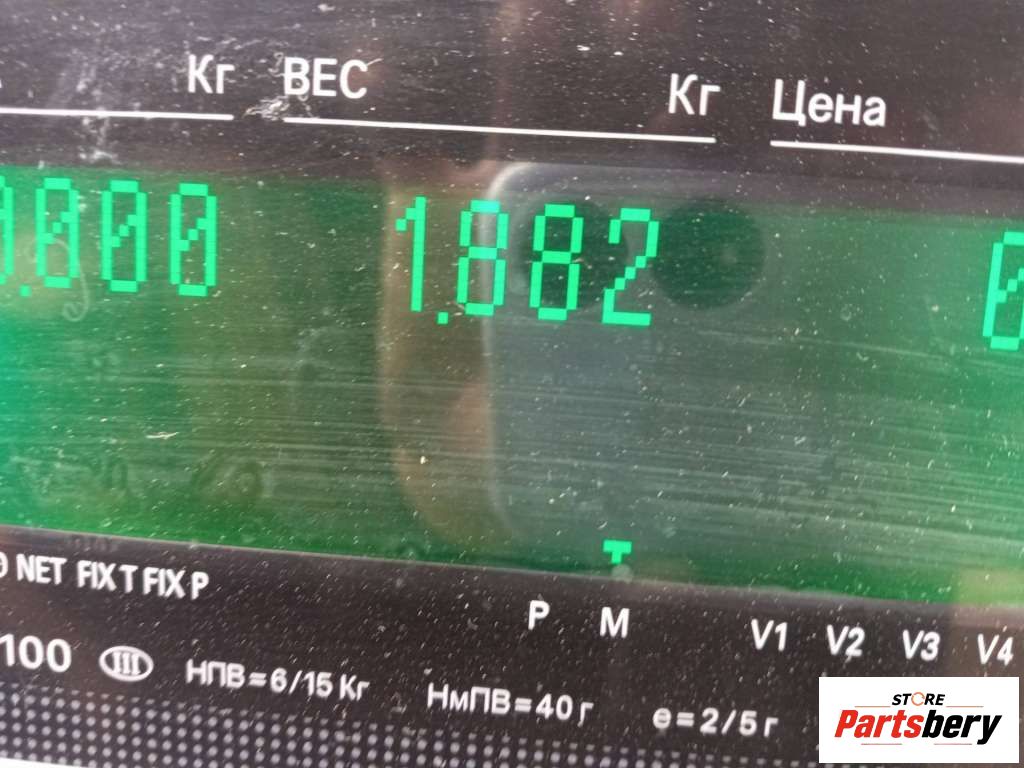 Кг ВЕС Кг Цена
.000 1.882
NET FIX T FIX P
P M V1 V2 V3 V4
100 III НПВ=6/15 Кг НмПВ=40 г e=2/5 г
STORE
Partsbery